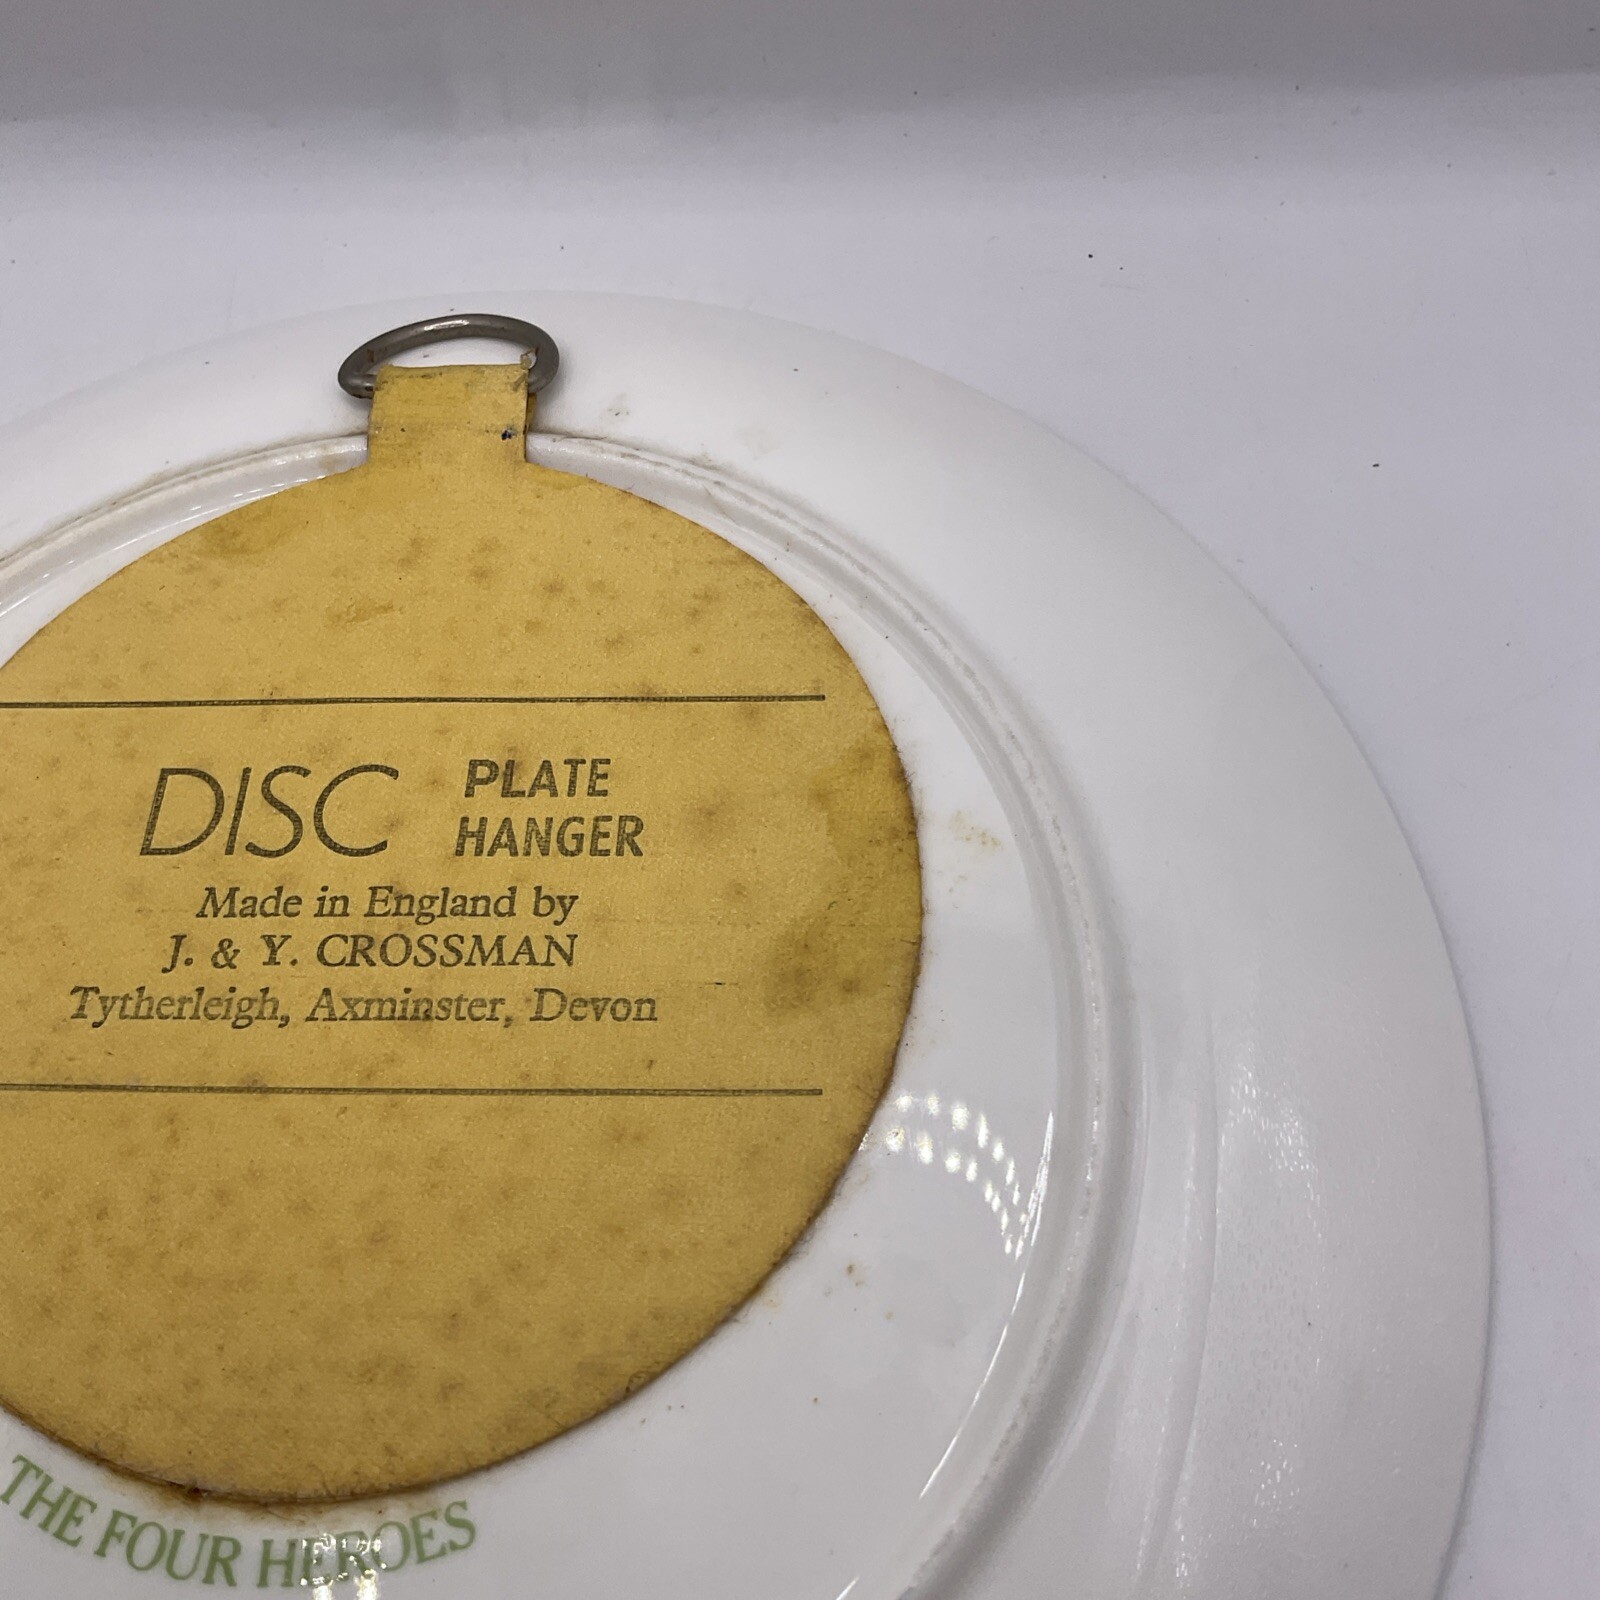 DISC PLATE HANGER
Made in England by
J. & Y. CROSSMAN
Tytherleigh, Axminster, Devon
THE FOUR HEROES